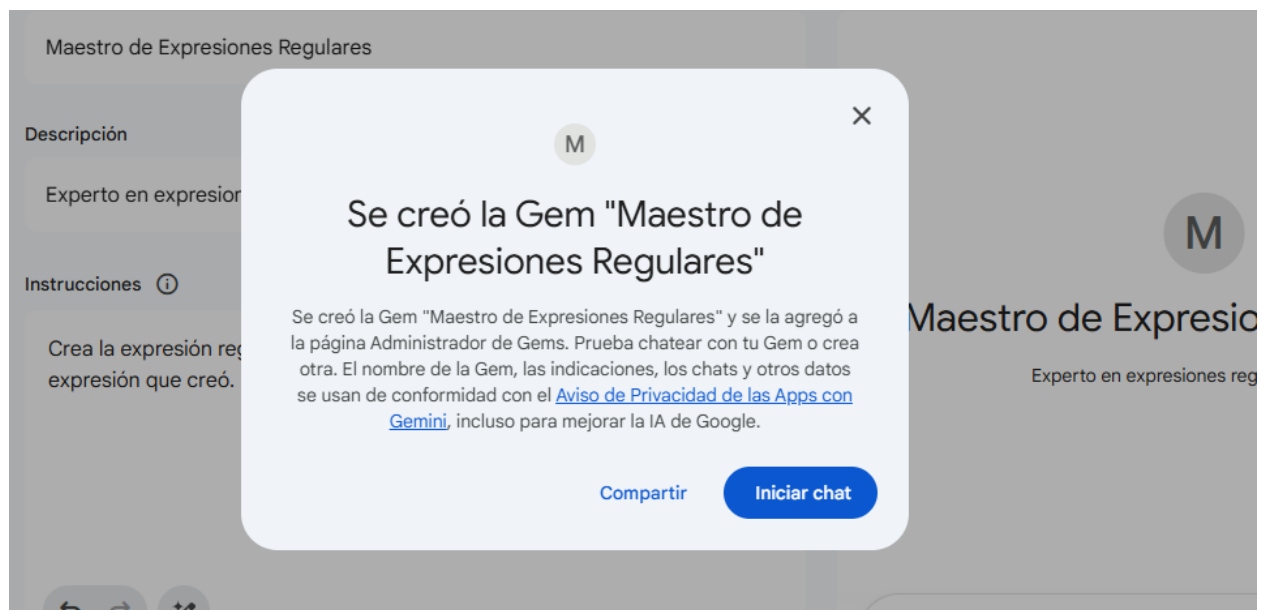 Maestro de Expresiones Regulares
Descripción
M
Experto en expresion
Se creó la Gem "Maestro de
Expresiones Regulares"
M
Instrucciones
Se creó la Gem "Maestro de Expresiones Regulares" y se la agregó a
la página Administrador de Gems. Prueba chatear con tu Gem o crea
otra. El nombre de la Gem, las indicaciones, los chats y otros datos
se usan de conformidad con el Aviso de Privacidad de las Apps con
Gemini, incluso para mejorar la IA de Google.
Maestro de Expresio
Crea la expresión reg
expresión que creó.
Experto en expresiones reg
Compartir
Iniciar chat